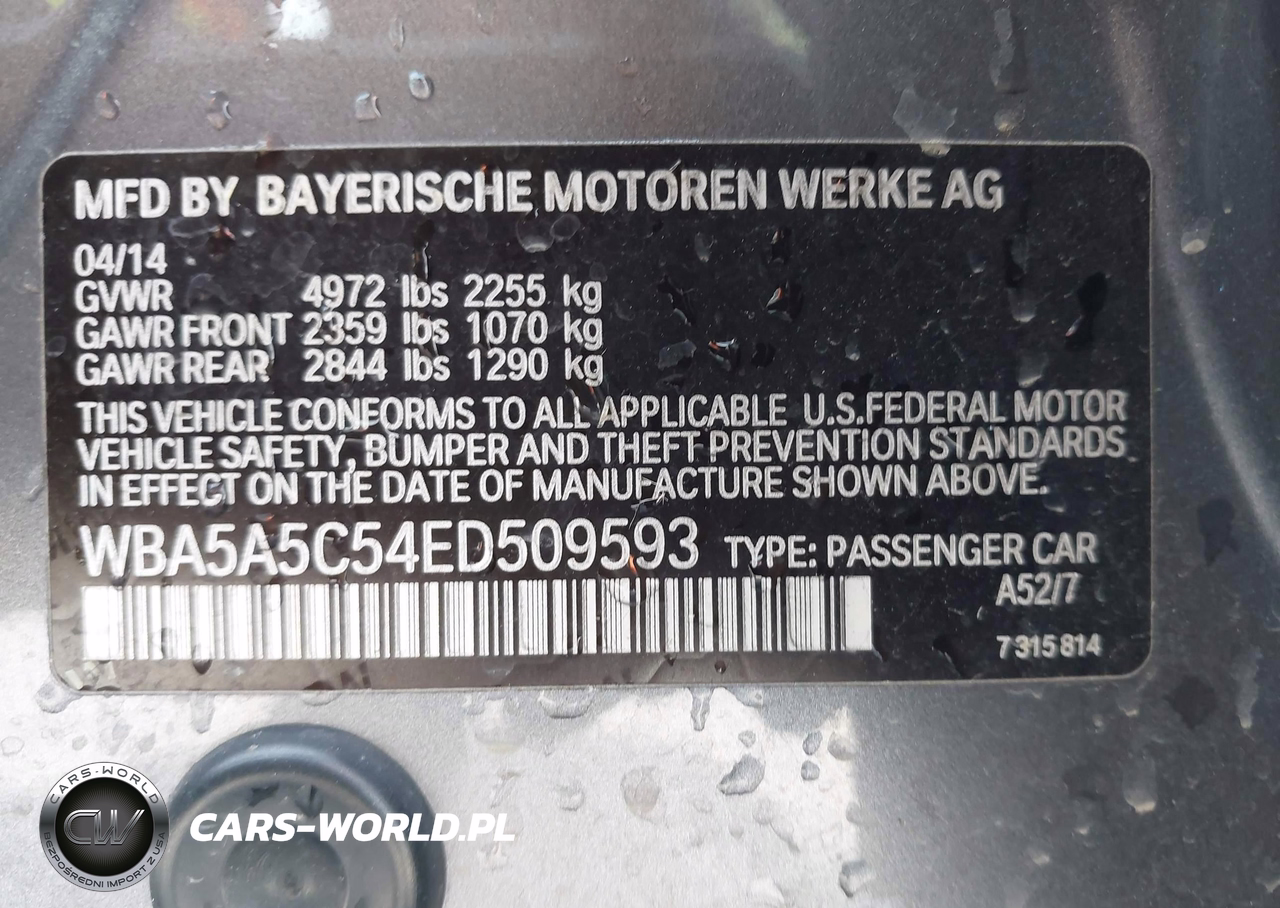 MFD BY BAYERISCHE MOTOREN WERKE AG
04/14
GVWR 4972 lbs 2255 kg
GAWR FRONT 2359 lbs 1070 kg
GAWR REAR 2844 lbs 1290 kg
THIS VEHICLE CONFORMS TO ALL APPLICABLE U.S.FEDERAL MOTOR
VEHICLE SAFETY, BUMPER AND THEFT PREVENTION STANDARDS
IN EFFECT ON THE DATE OF MANUFACTURE SHOWN ABOVE.
WBA5A5C54ED509593 TYPE: PASSENGER CAR
A52/7
7315814
CARS-WORLD
CW
BEZPOŚREDNI IMPORT Z USA
CARS-WORLD.PL